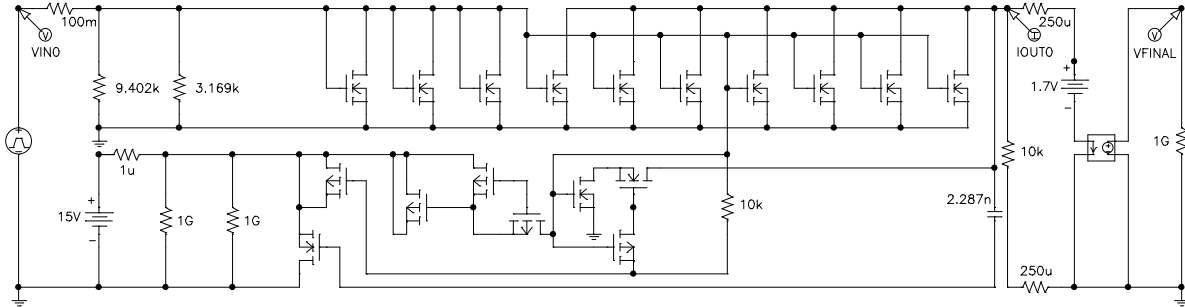 100m
VIN0
9.402k
3.169k
250u
IOUT0
VFINAL
+
1.7V
-
+
1G
10k
1u
+
15V
-
1G
1G
10k
2.287n
250u